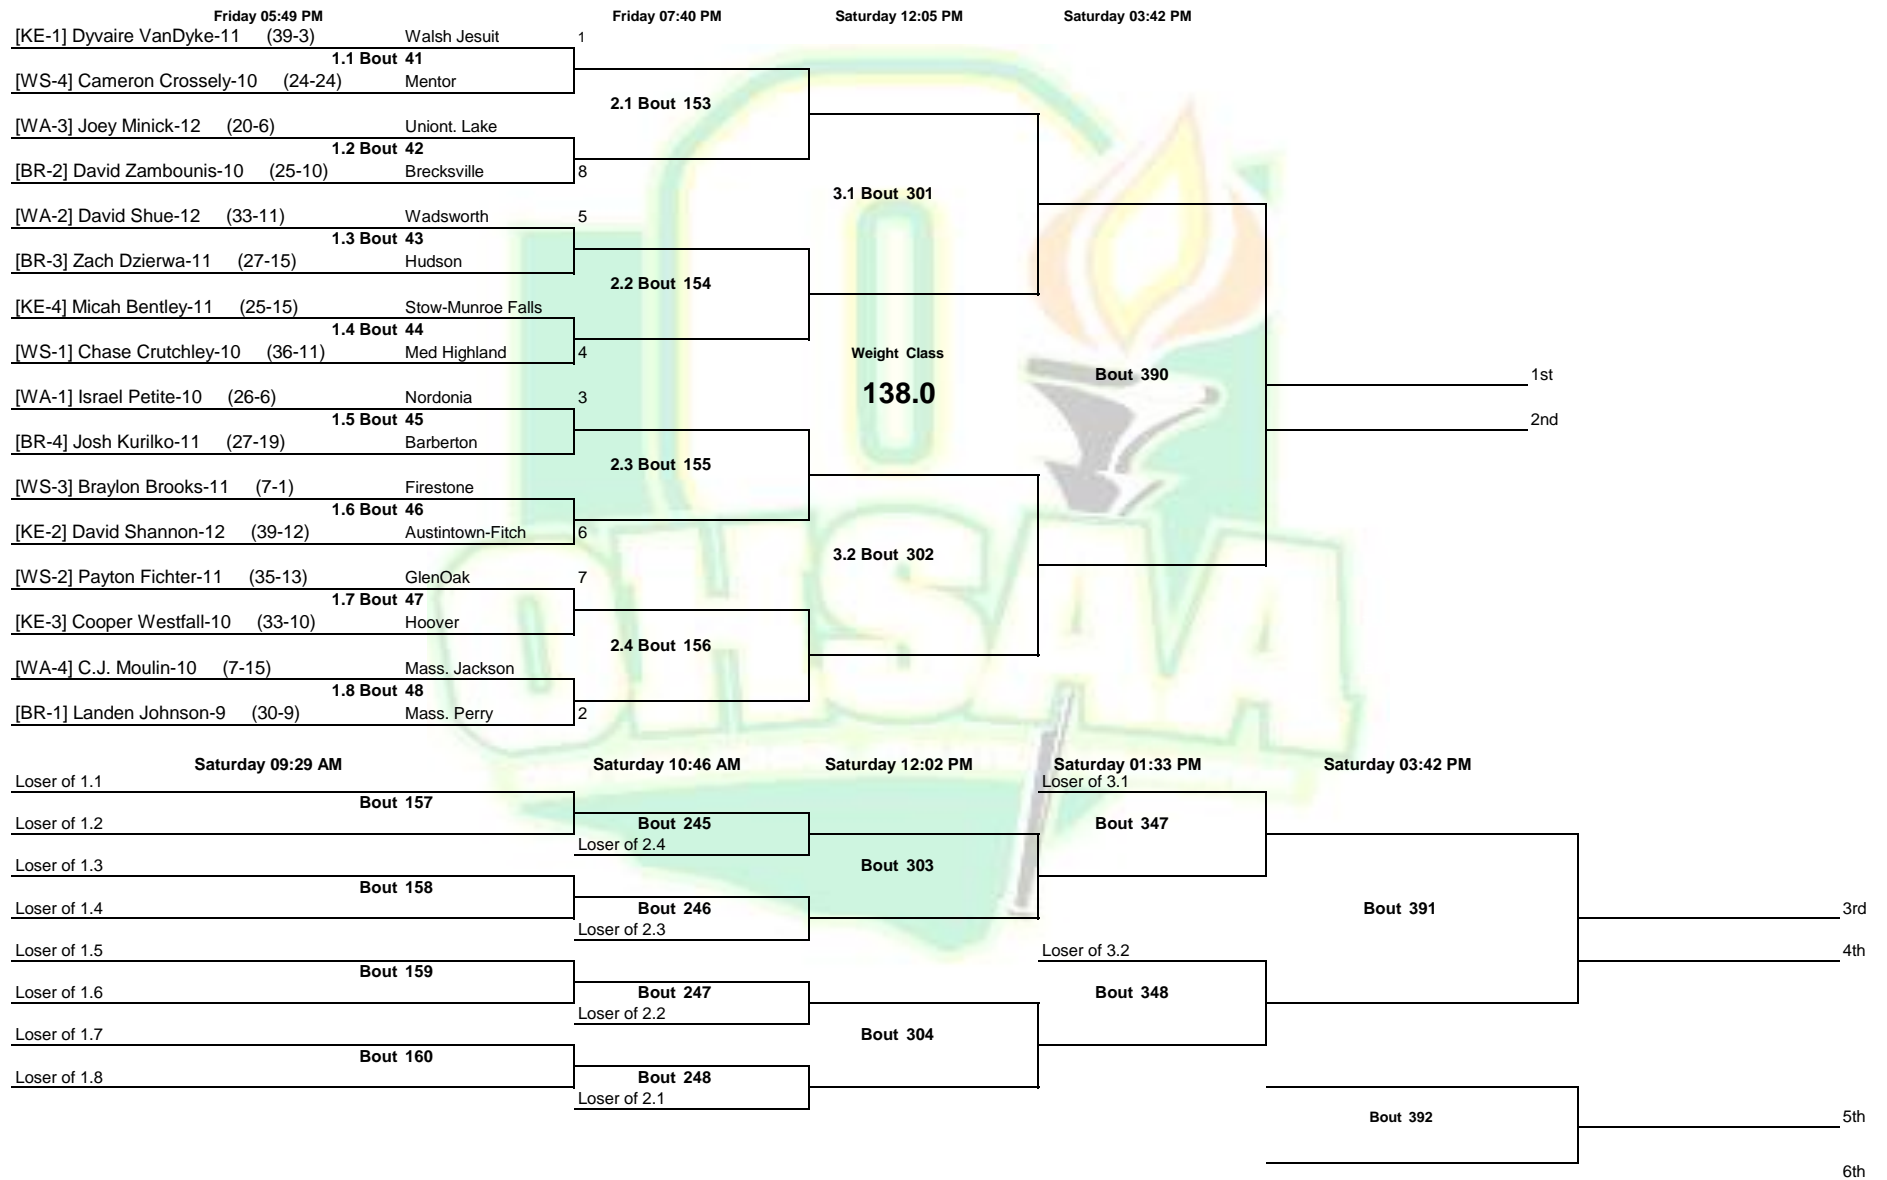 Friday 05:49 PM Friday 07:40 PM Saturday 12:05 PM Saturday 03:42 PM
[KE-1] Dyvaire VanDyke-11 (39-3) Walsh Jesuit 1
1.1 Bout 41
[WS-4] Cameron Crossely-10 (24-24) Mentor
2.1 Bout 153
[WA-3] Joey Minick-12 (20-6) Uniont. Lake
1.2 Bout 42
[BR-2] David Zambounis-10 (25-10) Brecksville 8
3.1 Bout 301
[WA-2] David Shue-12 (33-11) Wadsworth 5
1.3 Bout 43
[BR-3] Zach Dzierwa-11 (27-15) Hudson
2.2 Bout 154
[KE-4] Micah Bentley-11 (25-15) Stow-Munroe Falls
1.4 Bout 44
[WS-1] Chase Crutchley-10 (36-11) Med Highland 4
Weight Class
138.0
Bout 390
1st
2nd
[WA-1] Israel Petite-10 (26-6) Nordonia 3
1.5 Bout 45
[BR-4] Josh Kurilko-11 (27-19) Barberton
2.3 Bout 155
[WS-3] Braylon Brooks-11 (7-1) Firestone
1.6 Bout 46
[KE-2] David Shannon-12 (39-12) Austintown-Fitch 6
3.2 Bout 302
[WS-2] Payton Fichter-11 (35-13) GlenOak 7
1.7 Bout 47
[KE-3] Cooper Westfall-10 (33-10) Hoover
2.4 Bout 156
[WA-4] C.J. Moulin-10 (7-15) Mass. Jackson
1.8 Bout 48
[BR-1] Landen Johnson-9 (30-9) Mass. Perry 2
OHSAA
Saturday 09:29 AM Saturday 10:46 AM Saturday 12:02 PM Saturday 01:33 PM Saturday 03:42 PM
Loser of 1.1 Loser of 3.1
Bout 157
Loser of 1.2 Bout 245 Bout 347
Loser of 2.4
Loser of 1.3 Bout 303
Bout 158
Loser of 1.4 Bout 246 Bout 391 3rd
Loser of 2.3
Loser of 1.5 Loser of 3.2 4th
Bout 159
Loser of 1.6 Bout 247 Bout 348
Loser of 2.2
Loser of 1.7 Bout 304
Bout 160
Loser of 1.8 Bout 248
Loser of 2.1
Bout 392 5th
6th